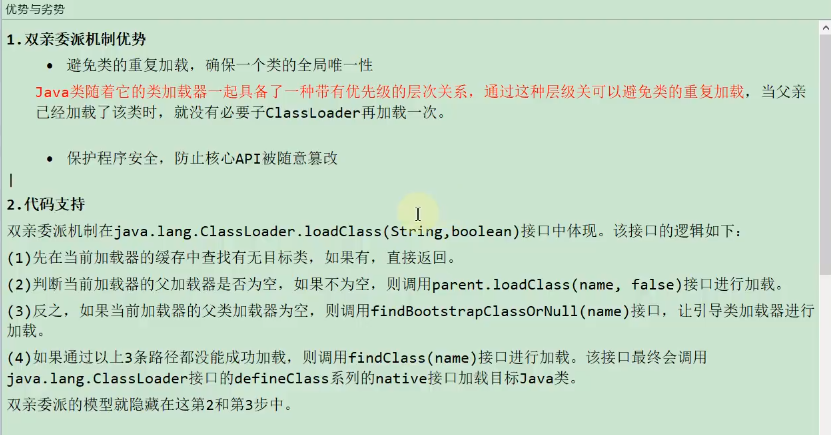 优势与劣势
1.双亲委派机制优势
• 避免类的重复加载，确保一个类的全局唯一性
Java类随着它的类加载器一起具备了一种带有优先级的层次关系，通过这种层级关可以避免类的重复加载，当父亲
已经加载了该类时，就没有必要子ClassLoader再加载一次。
• 保护程序安全，防止核心API被随意篡改
2.代码支持
双亲委派机制在java.lang.ClassLoader.loadClass(String,boolean)接口中体现。该接口的逻辑如下：
(1)先在当前加载器的缓存中查找有无目标类，如果有，直接返回。
(2)判断当前加载器的父加载器是否为空，如果不为空，则调用parent.loadClass(name, false)接口进行加载。
(3)反之，如果当前加载器的父类加载器为空，则调用findBootstrapClassOrNull(name)接口，让引导类加载器进行
加载。
(4)如果通过以上3条路径都没能成功加载，则调用findClass(name)接口进行加载。该接口最终会调用
java.lang.ClassLoader接口的defineClass系列的native接口加载目标Java类。
双亲委派的模型就隐藏在这第2和第3步中。